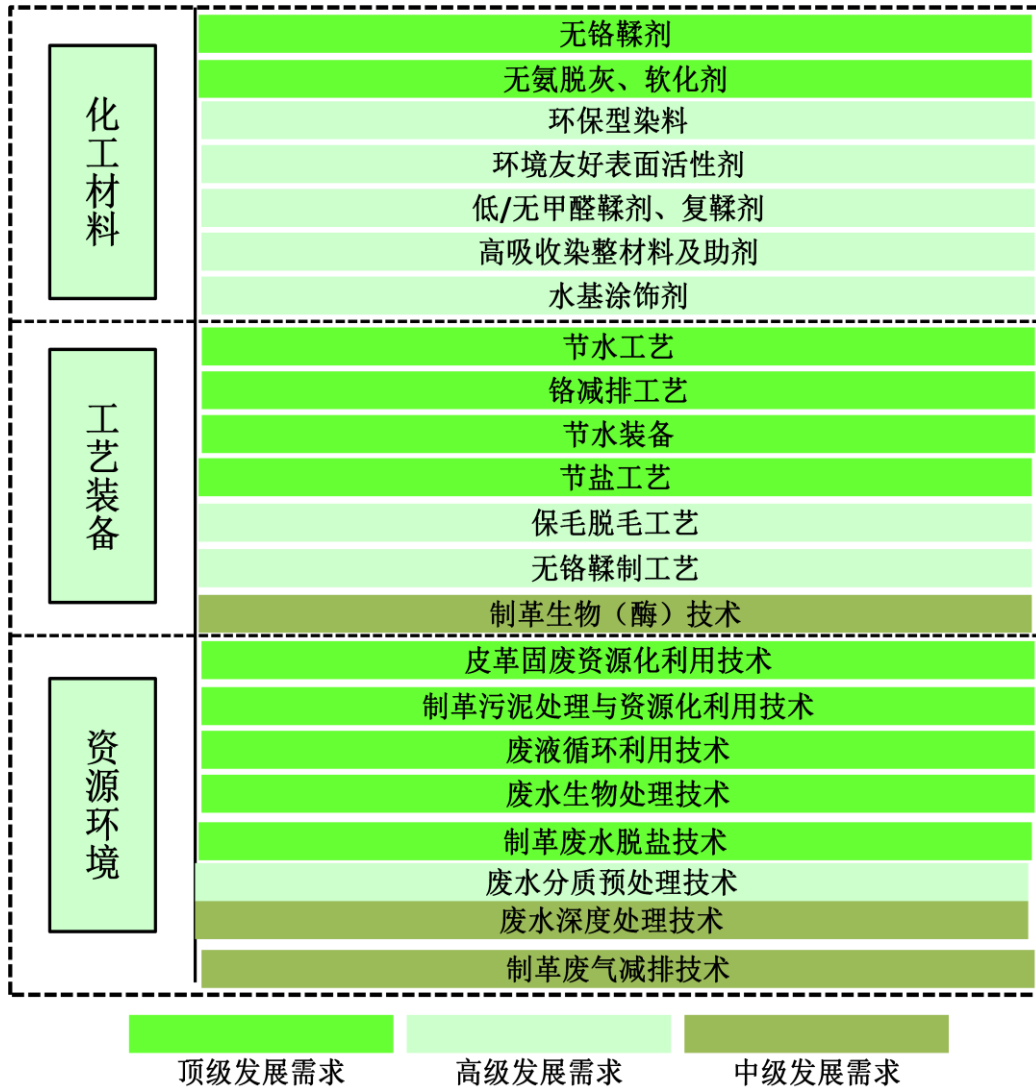 化工材料
无铬鞣剂
无氨脱灰、软化剂
环保型染料
环境友好表面活性剂
低/无甲醛鞣剂、复鞣剂
高吸收染整材料及助剂
水基涂饰剂
工艺装备
节水工艺
铬减排工艺
节水装备
节盐工艺
保毛脱毛工艺
无铬鞣制工艺
制革生物（酶）技术
资源环境
皮革固废资源化利用技术
制革污泥处理与资源化利用技术
废液循环利用技术
废水生物处理技术
制革废水脱盐技术
废水分质预处理技术
废水深度处理技术
制革废气减排技术
顶级发展需求
高级发展需求
中级发展需求